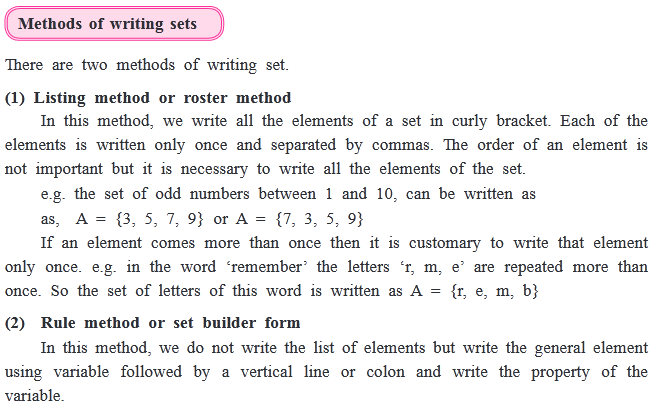 Methods of writing sets
There are two methods of writing set.
(1) Listing method or roster method
In this method, we write all the elements of a set in curly bracket. Each of the
elements is written only once and separated by commas. The order of an element is
not important but it is necessary to write all the elements of the set.
e.g. the set of odd numbers between 1 and 10, can be written as
as, A = {3, 5, 7, 9} or A = {7, 3, 5, 9}
If an element comes more than once then it is customary to write that element
only once. e.g. in the word ‘remember’ the letters ‘r, m, e’ are repeated more than
once. So the set of letters of this word is written as A = {r, e, m, b}
(2) Rule method or set builder form
In this method, we do not write the list of elements but write the general element
using variable followed by a vertical line or colon and write the property of the
variable.